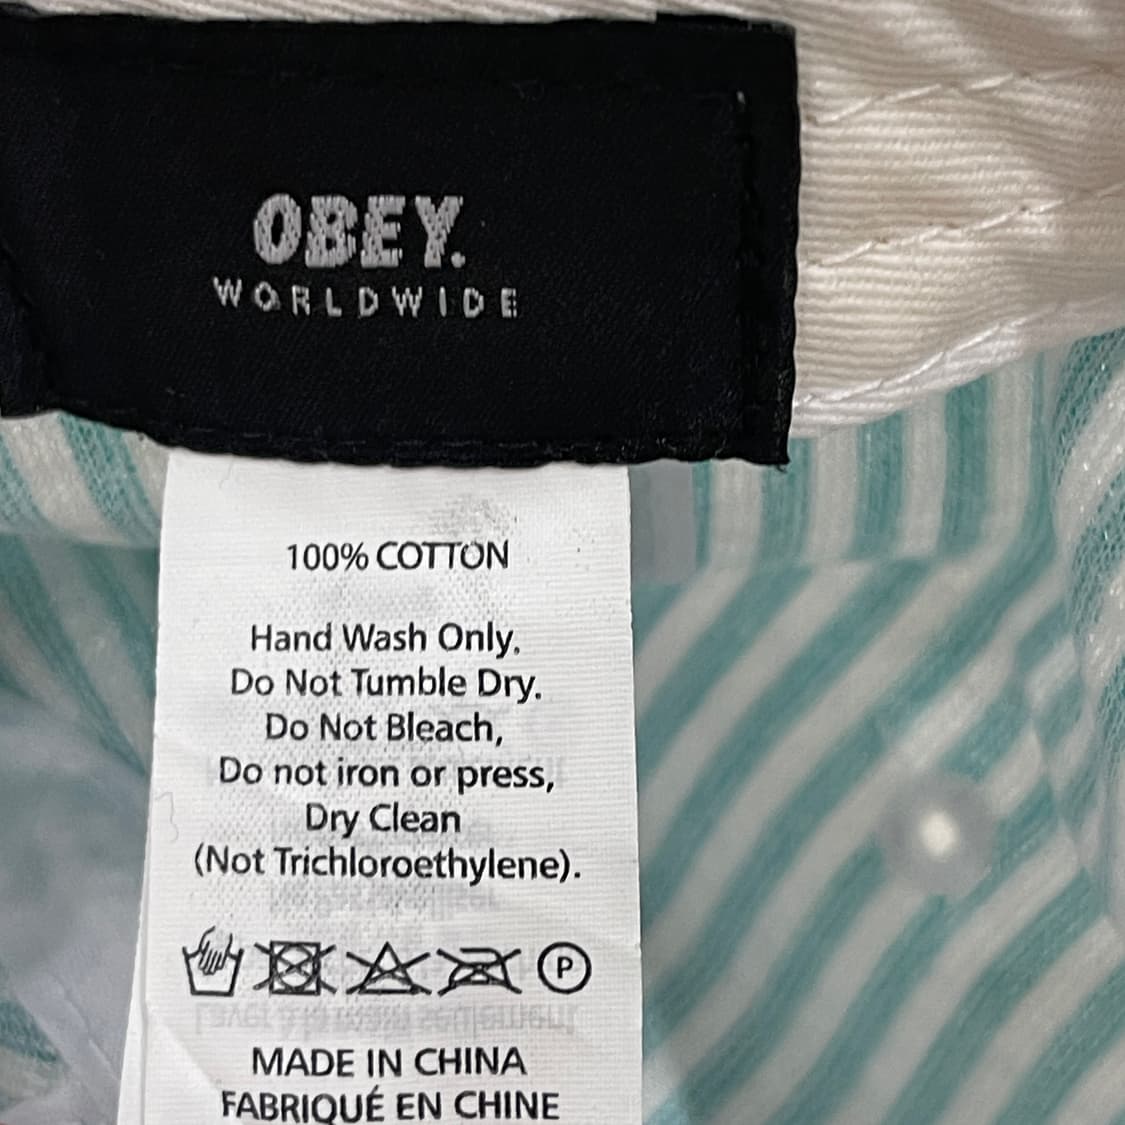 OBEY.
WORLDWIDE
100% COTTON
Hand Wash Only.
Do Not Tumble Dry.
Do Not Bleach,
Do not iron or press,
Dry Clean
(Not Trichloroethylene).
P
MADE IN CHINA
FABRIQUÉ EN CHINE